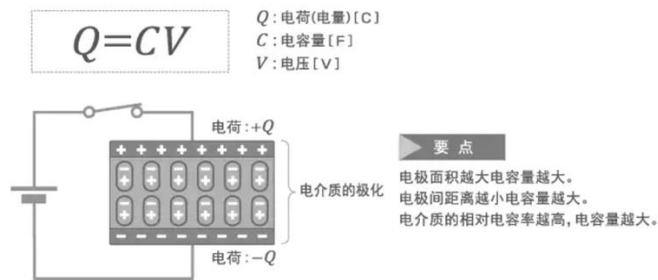 Q=CV
Q:电荷(电量)[C]
C:电容量[F]
V:电压[V]
电荷:+Q
电介质的极化
电荷:−Q
要点
电极面积越大电容量越大。
电极间距离越小电容量越大。
电介质的相对电容率越高,电容量越大。